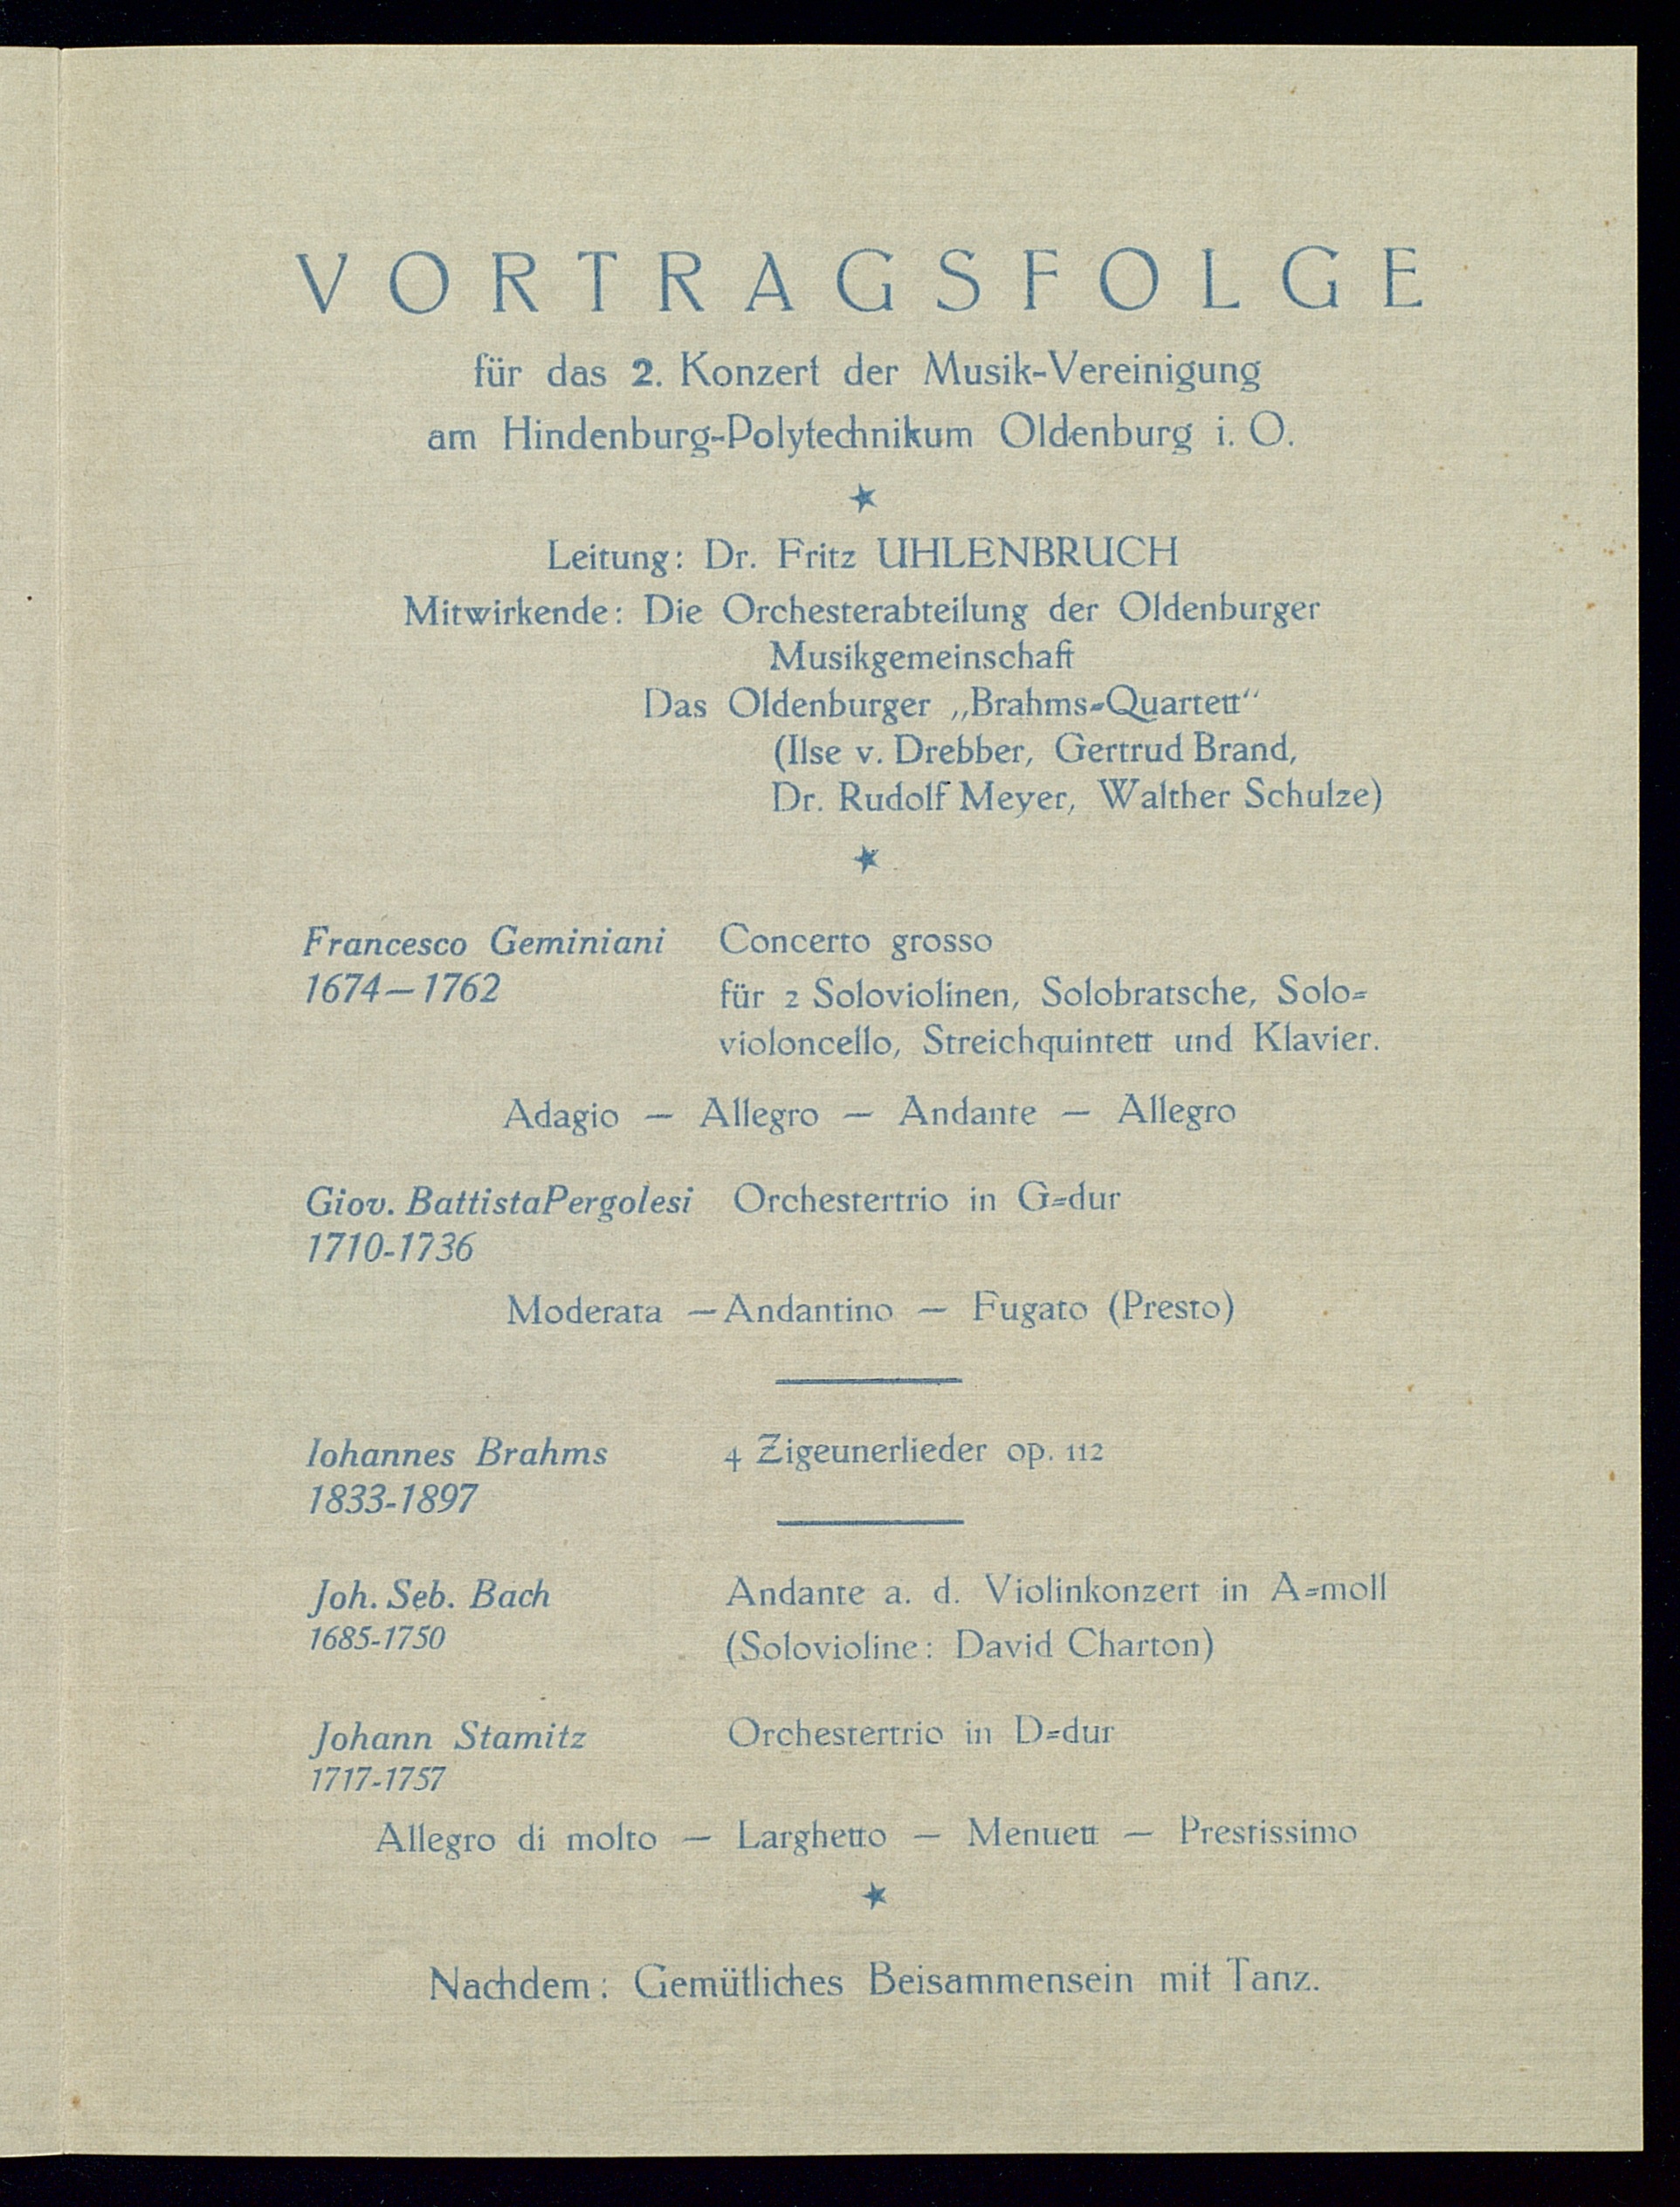 VORTRAGSFOLGE
für das 2. Konzert der Musik-Vereinigung
am Hindenburg-Polytechnikum Oldenburg i. O.
Leitung: Dr. Fritz UHLENBRUCH
Mitwirkende: Die Orchesterabteilung der Oldenburger
Musikgemeinschaft
Das Oldenburger „Brahms=Quartett“
(Ilse v. Drebber, Gertrud Brand,
Dr. Rudolf Meyer, Walther Schulze)
Francesco Geminiani Concerto grosso
1674—1762 für 2 Soloviolinen, Solobratsche, Solo=
violoncello, Streichquintett und Klavier.
Adagio — Allegro — Andante — Allegro
Giov. BattistaPergolesi Orchestertrio in G=dur
1710-1736
Moderata —Andantino — Fugato (Presto)
Iohannes Brahms 4 Zigeunerlieder op. 112
1833-1897
Joh. Seb. Bach Andante a. d. Violinkonzert in A=moll
1685-1750 (Solovioline: David Charton)
Johann Stamitz Orchestertrio in D=dur
1717-1757
Allegro di molto — Larghetto — Menuett — Prestissimo
Nachdem: Gemütliches Beisammensein mit Tanz.